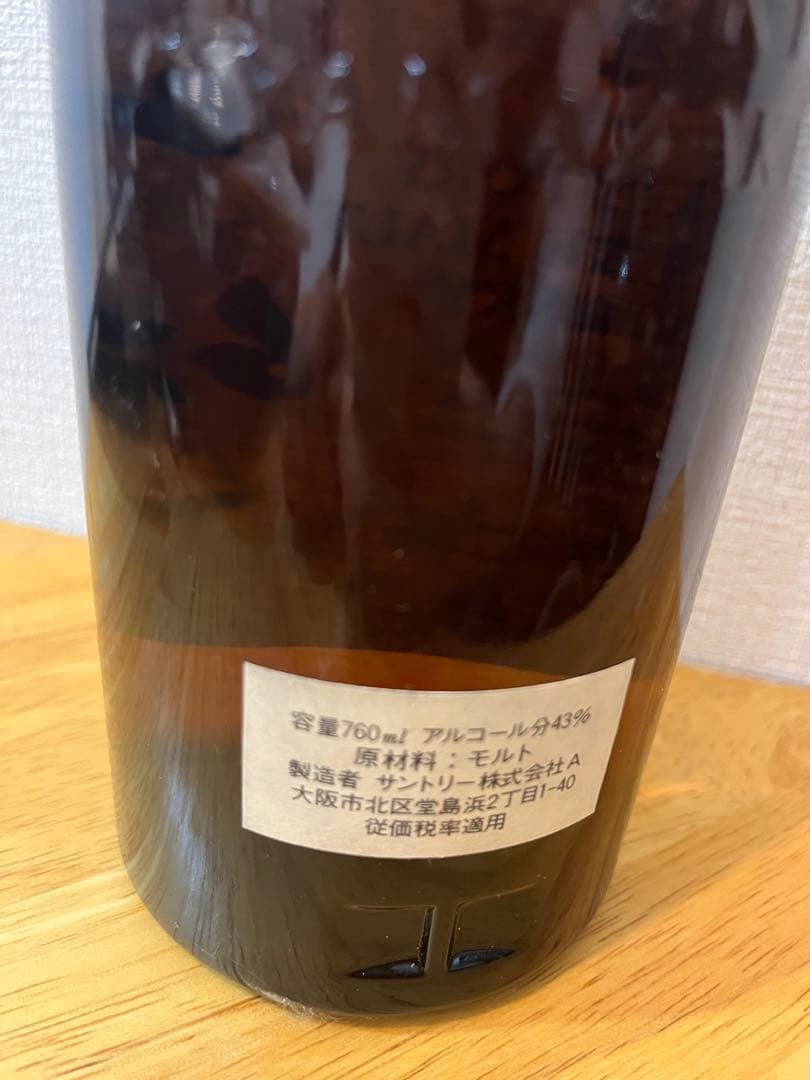 容量760ml アルコール分43%
原材料：モルト
製造者 サントリー株式会社A
大阪市北区堂島浜2丁目1-40
従価税率適用